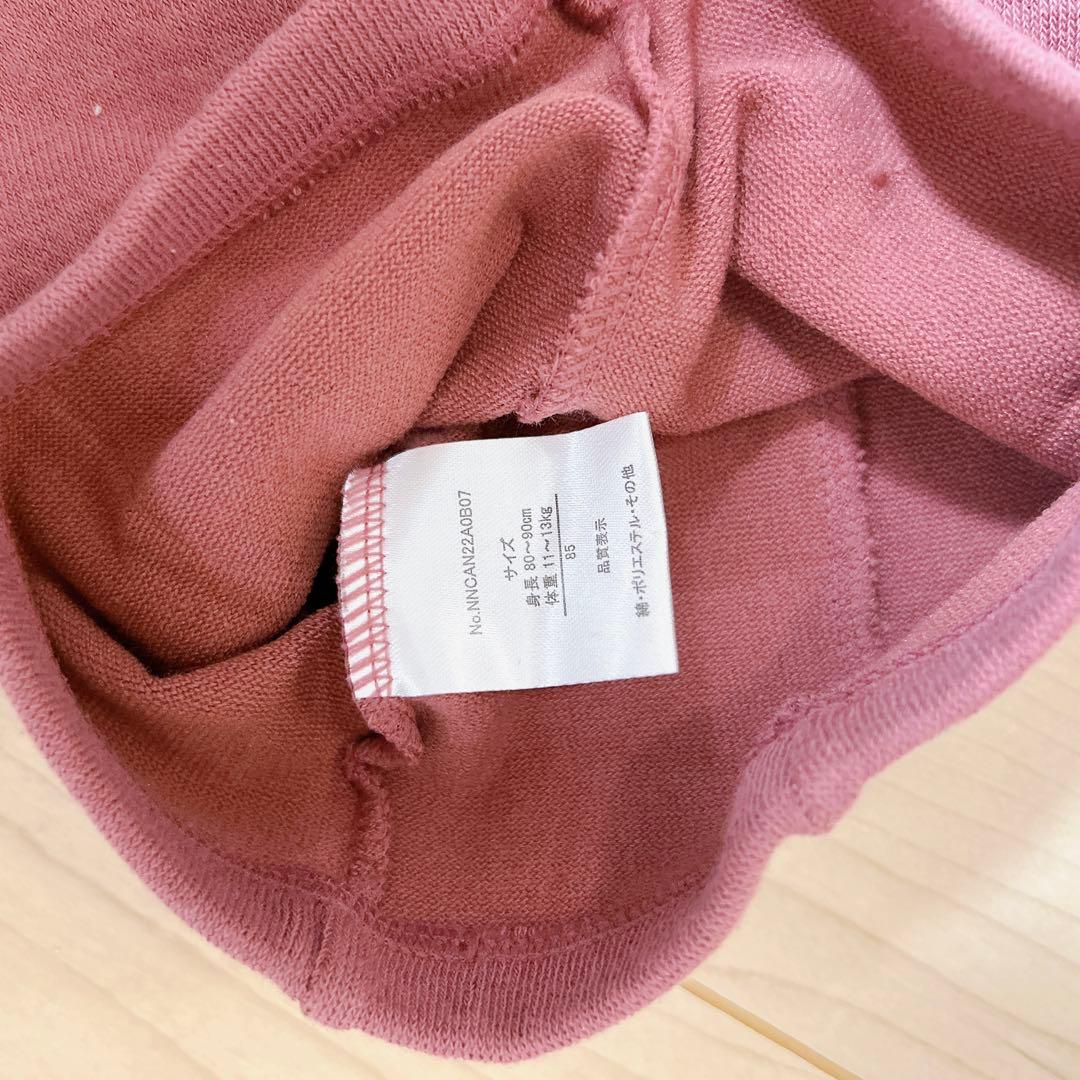 No.NNCAN22A0B07
サイズ
身長 80～90cm
体重 11～13kg
85
品質表示
綿・ポリエステル・その他